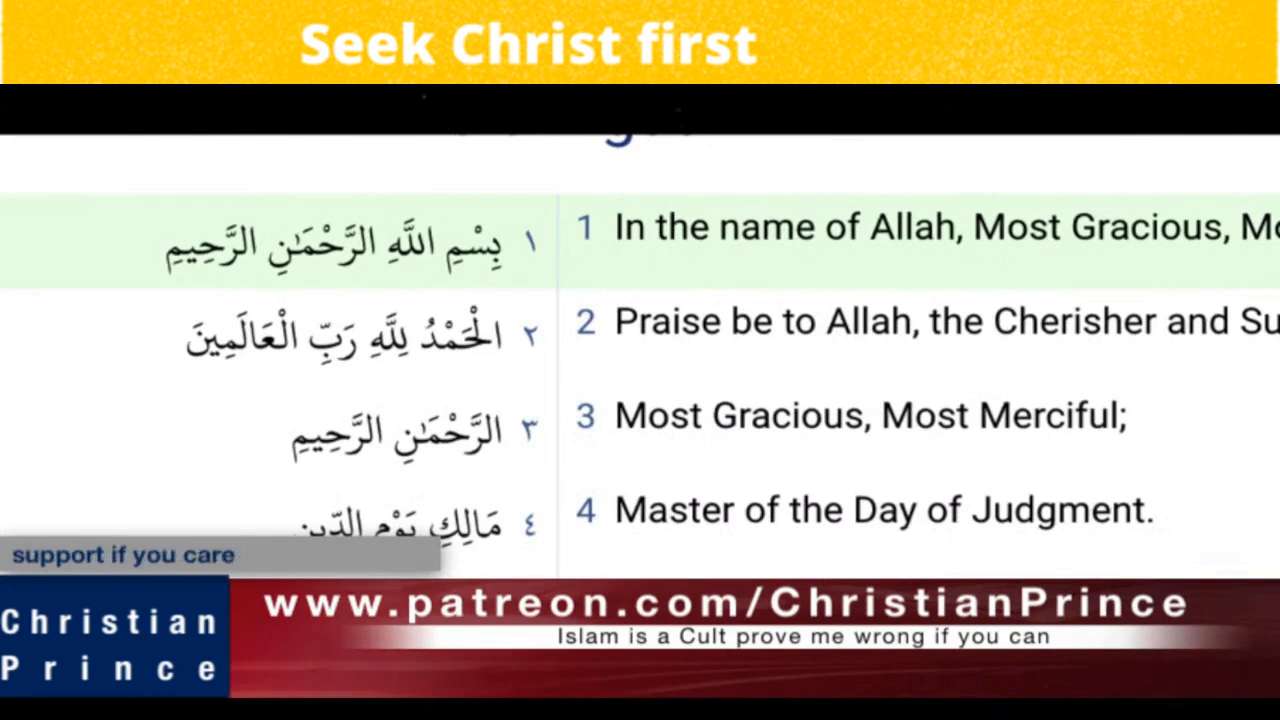 Seek Christ first
١ بِسْمِ اللَّهِ الرَّحْمَٰنِ الرَّحِيمِ
1 In the name of Allah, Most Gracious,
٢ الْحَمْدُ لِلَّهِ رَبِّ الْعَالَمِينَ
2 Praise be to Allah, the Cherisher and
٣ الرَّحْمَٰنِ الرَّحِيمِ
3 Most Gracious, Most Merciful;
٤ مَالِكِ يَوْمِ الدِّينِ
4 Master of the Day of Judgment.
support if you care
Christian
Prince
www.patreon.com/ChristianPrince
Islam is a Cult prove me wrong if you can